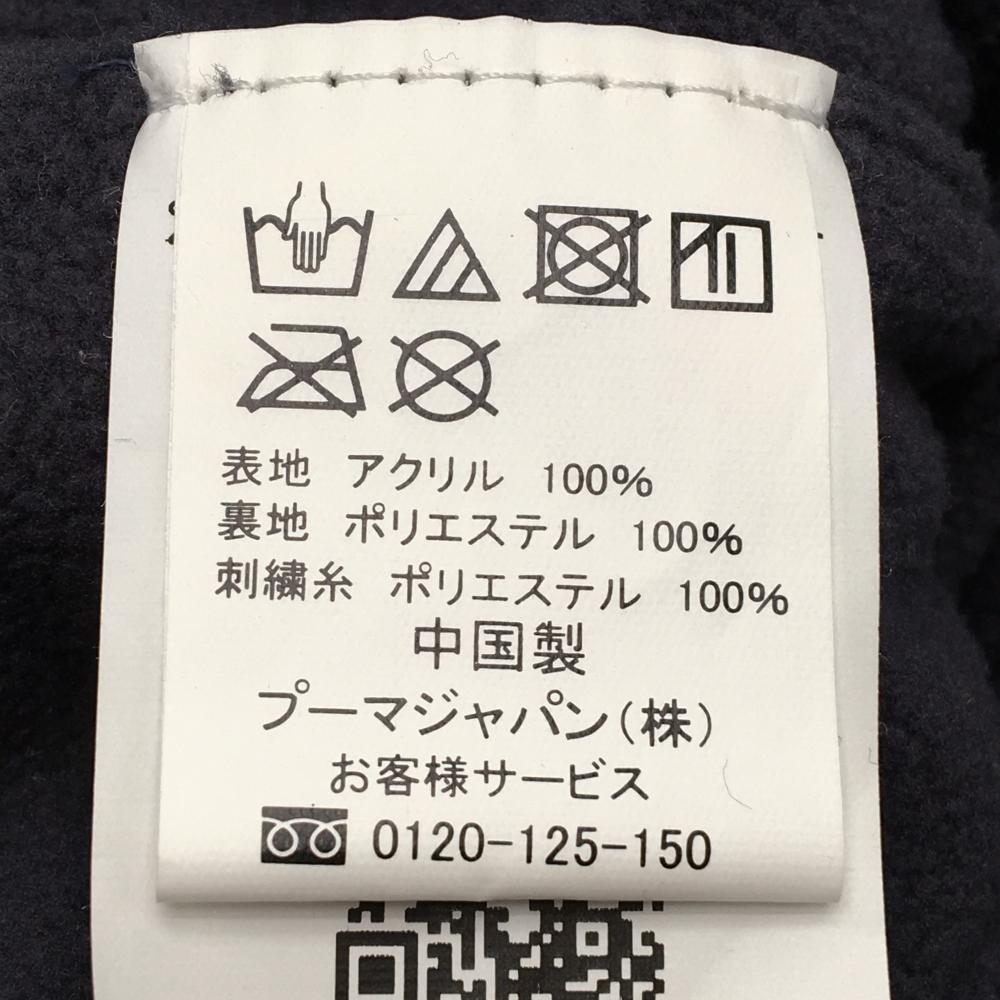 表地 アクリル 100%
裏地 ポリエステル 100%
刺繍糸 ポリエステル 100%
中国製
プーマジャパン(株)
お客様サービス
0120-125-150